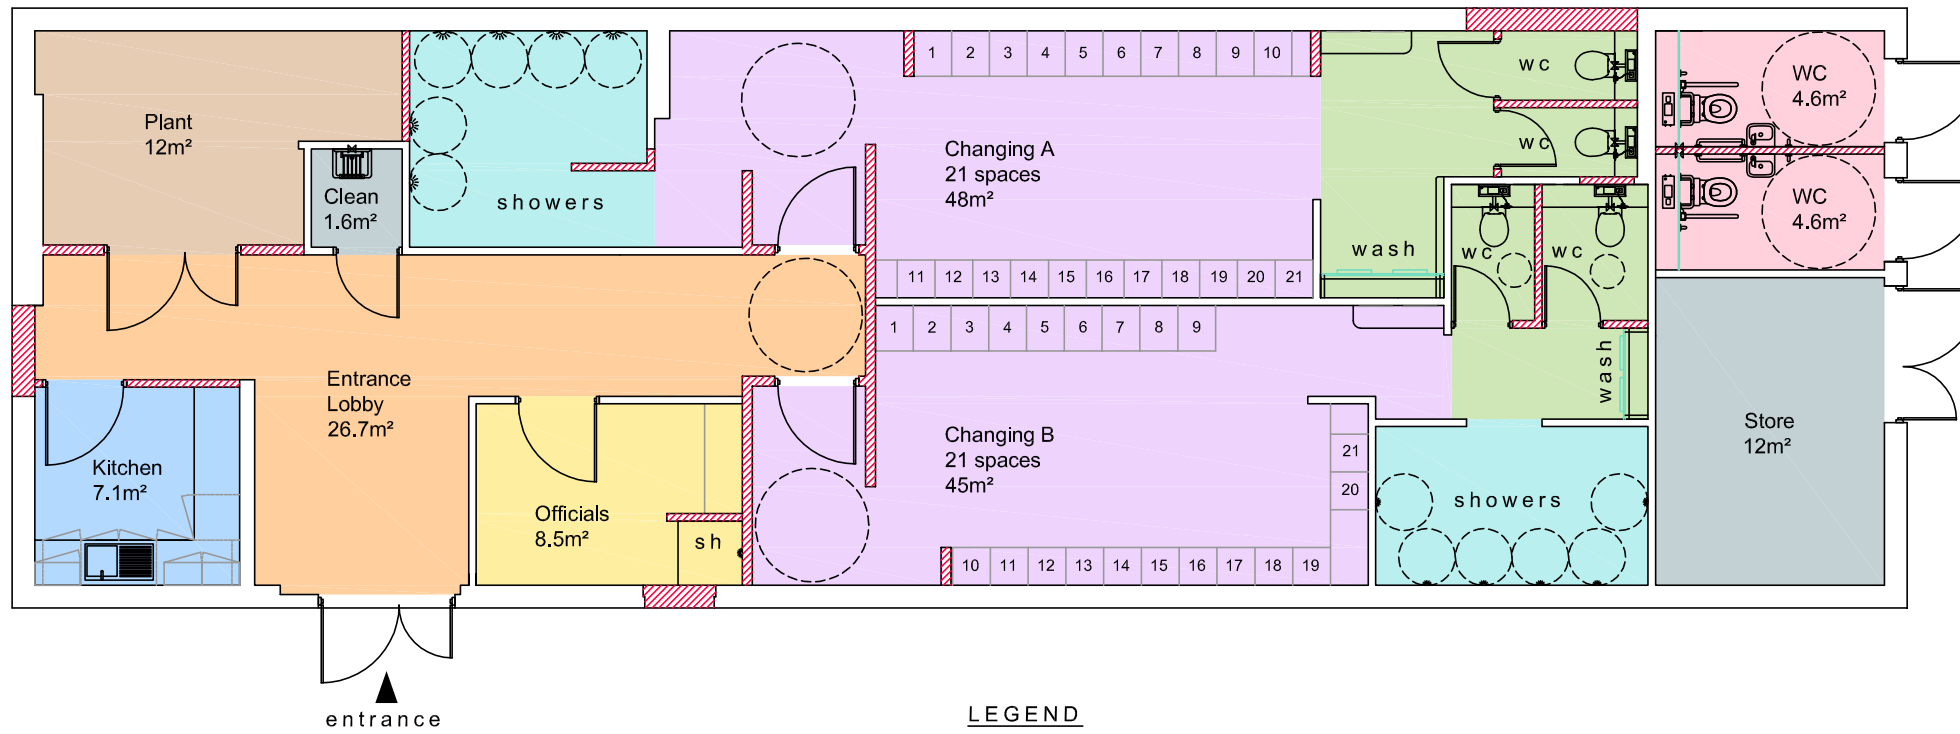 1 2 3 4 5 6 7 8 9 10
wc
WC
4.6m²
Plant
12m²
Changing A
21 spaces
48m²
wc
Clean
1.6m²
showers
WC
4.6m²
wash
wc
wc
11 12 13 14 15 16 17 18 19 20 21
1 2 3 4 5 6 7 8 9
wash
Entrance
Lobby
26.7m²
Store
12m²
Changing B
21 spaces
45m²
21
20
Kitchen
7.1m²
Officials
8.5m²
sh
showers
10 11 12 13 14 15 16 17 18 19
entrance
LEGEND